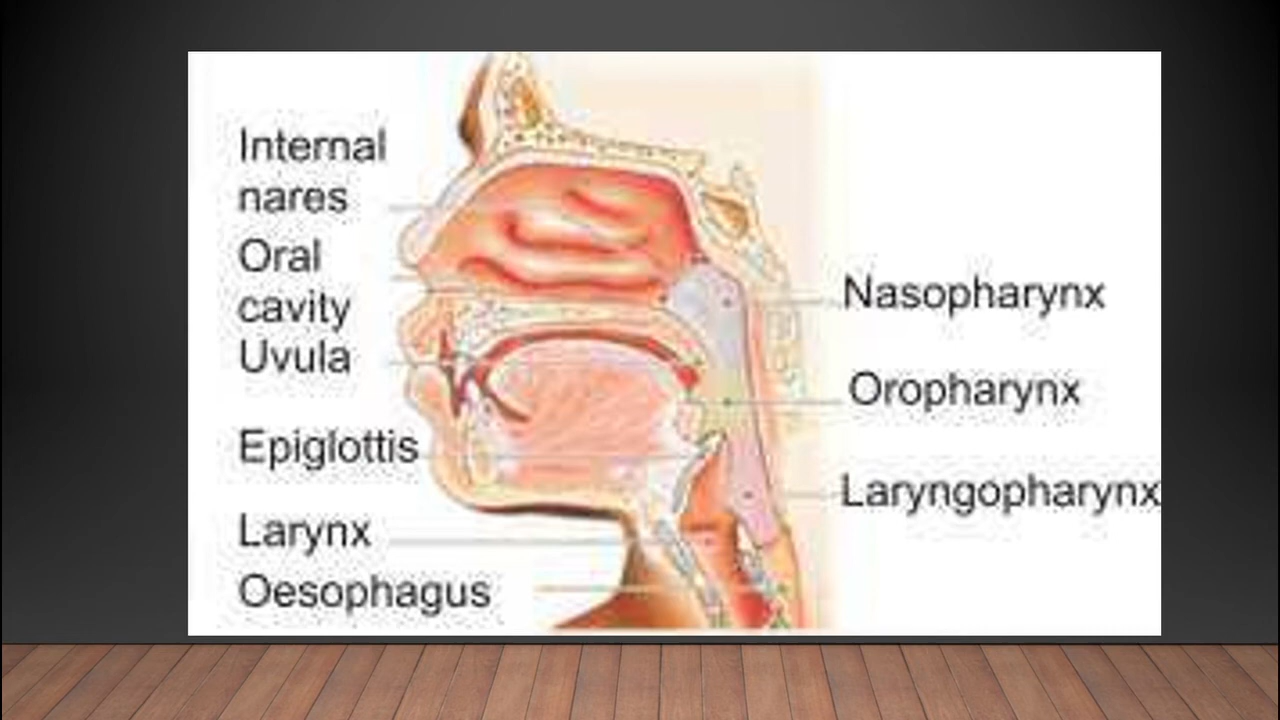 Internal
nares
Oral
cavity
Uvula
Epiglottis
Larynx
Oesophagus
Nasopharynx
Oropharynx
Laryngopharynx